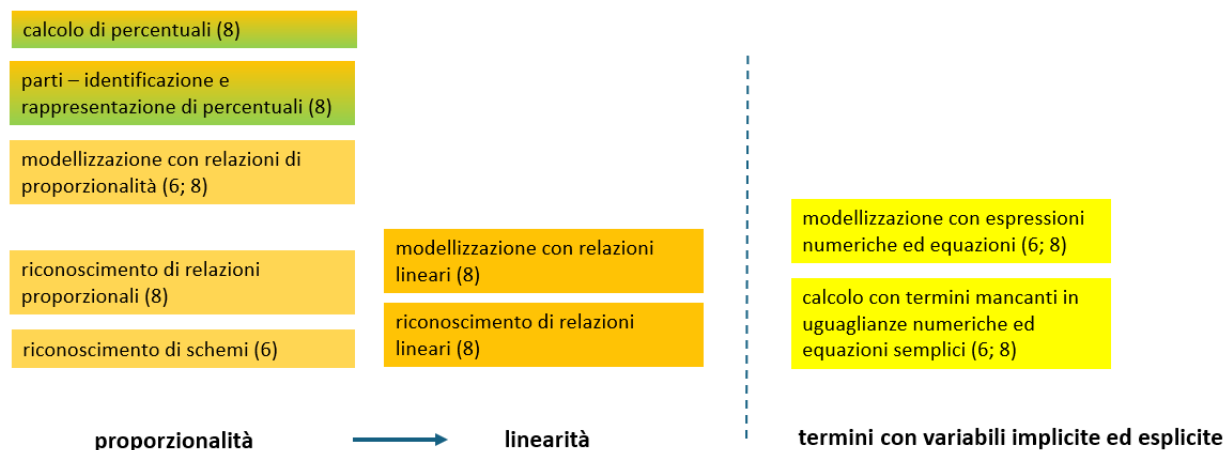 calcolo di percentuali (8)
parti – identificazione e
rappresentazione di percentuali (8)
modellizzazione con relazioni di
proporzionalità (6; 8)
riconoscimento di relazioni
proporzionali (8)
riconoscimento di schemi (6)
modellizzazione con relazioni
lineari (8)
riconoscimento di relazioni
lineari (8)
modellizzazione con espressioni
numeriche ed equazioni (6; 8)
calcolo con termini mancanti in
uguaglianze numeriche ed
equazioni semplici (6; 8)
proporzionalità
linearità
termini con variabili implicite ed esplicite